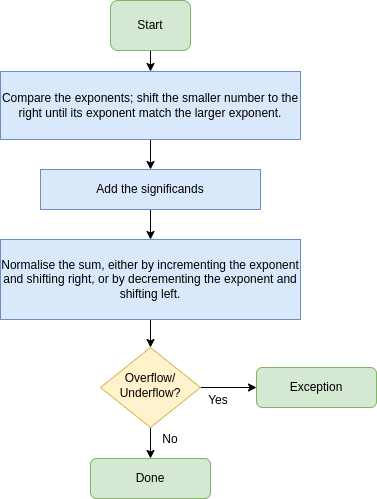 Start
Compare the exponents; shift the smaller number to the
right until its exponent match the larger exponent.
Add the significands
Normalise the sum, either by incrementing the exponent
and shifting right, or by decrementing the exponent and
shifting left.
Overflow/
Underflow?
Yes
Exception
No
Done